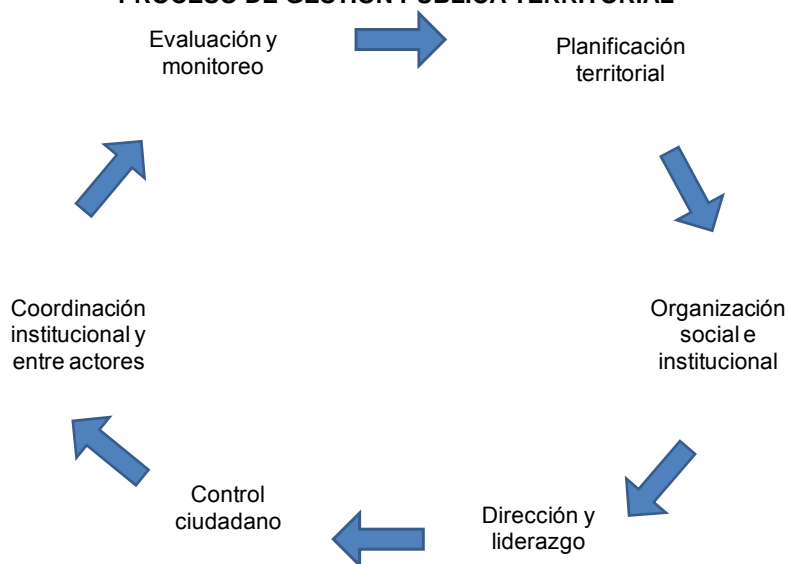 PROCESO DE GESTIÓN PÚBLICA TERRITORIAL
Evaluación y
monitoreo
Planificación
territorial
Coordinación
institucional y
entre actores
Organización
social e
institucional
Control
ciudadano
Dirección y
liderazgo